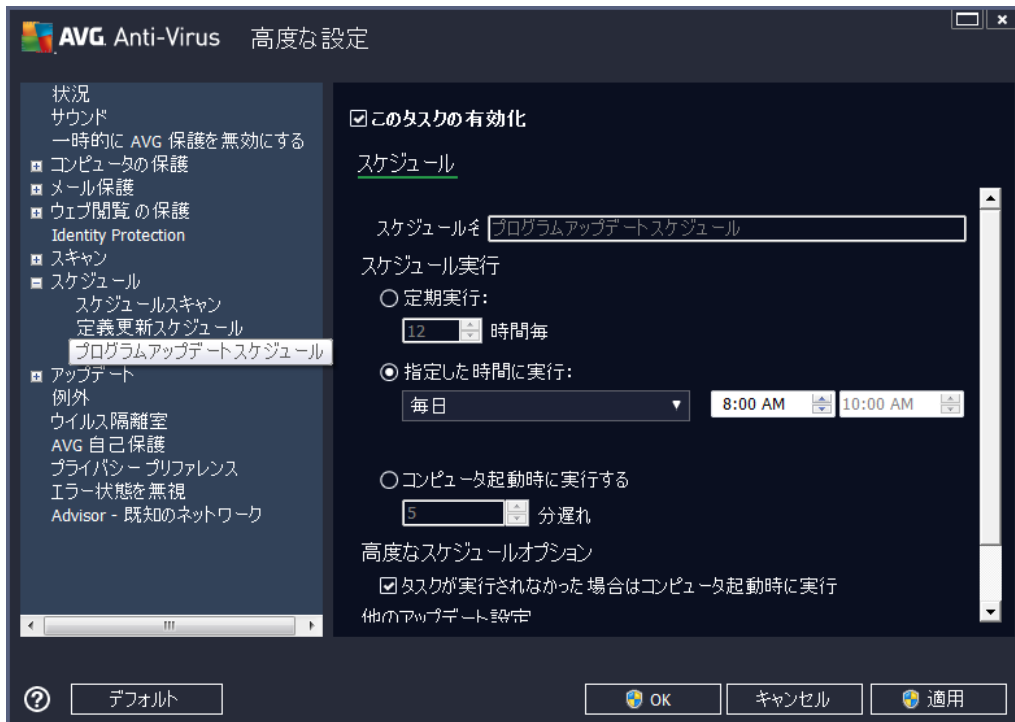 AVG. Anti-Virus 高度な設定
状況
サウンド
一時的に AVG 保護を無効にする
コンピュータの保護
メール保護
ウェブ閲覧 の保護
Identity Protection
スキャン
スケジュール
スケジュールスキャン
定義更新スケジュール
プログラムアップデートスケジュール
アップデート
例外
ウイルス隔離室
AVG 自己保護
プライバシー プリファレンス
エラー状態を無視
Advisor - 既知のネットワーク
このタスクの有効化
スケジュール
スケジュール名 プログラムアップデートスケジュール
スケジュール実行
定期実行:
12 時間毎
指定した時間に実行:
毎日 8:00 AM 10:00 AM
コンピュータ起動時に実行する
5 分遅れ
高度なスケジュールオプション
タスクが実行されなかった場合はコンピュータ起動時に実行
他のアップデート設定
? デフォルト OK キャンセル 適用